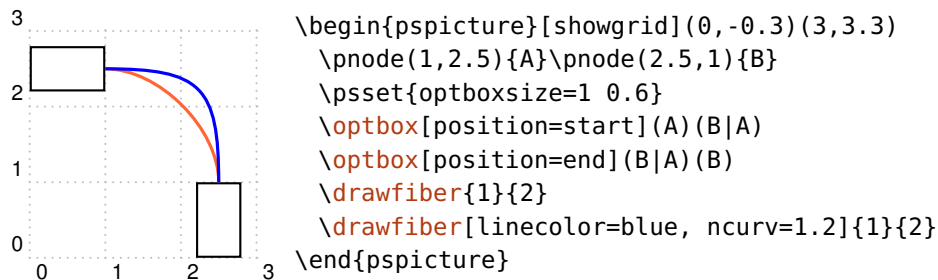 3
2
1
0
0 1 2 3
\begin{pspicture}[showgrid](0,-0.3)(3,3.3)
  \pnode(1,2.5){A}\pnode(2.5,1){B}
  \psset{optboxsize=1 0.6}
  \optbox[position=start](A)(B|A)
  \optbox[position=end](B|A)(B)
  \drawfiber{1}{2}
  \drawfiber[linecolor=blue, ncurv=1.2]{1}{2}
\end{pspicture}